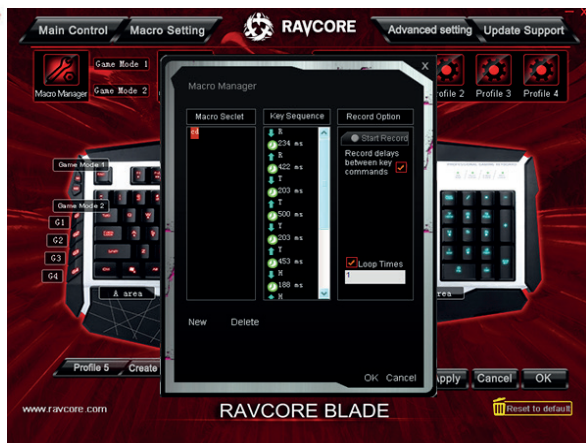 Main Control
Macro Setting
RAVCORE
Advanced setting
Update Support
Macro Manager
Game Mode 1
Game Mode 2
rofile 2
Profile 3
Profile 4
X
Macro Manager
Macro Seclet
Key Sequence
Record Option
ed
R
234 ms
R
422 ms
T
203 ms
T
500 ms
T
203 ms
T
453 ms
H
188 ms
H
Start Record
Record delays
between key
commands
Loop Times
1
New
Delete
OK
Cancel
Game Mode 1
Game Mode 2
G1
G2
G3
G4
A area
rea
Profile 5
Create
pply
Cancel
OK
www.ravcore.com
RAVCORE BLADE
Reset to default